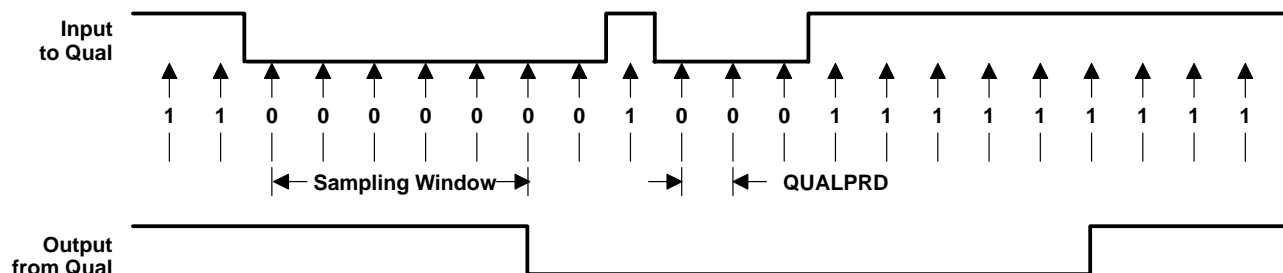 Input
to Qual
1 1 0 0 0 0 0 0 0 1 0 0 0 1 1 1 1 1 1 1 1 1
Sampling Window
QUALPRD
Output
from Qual